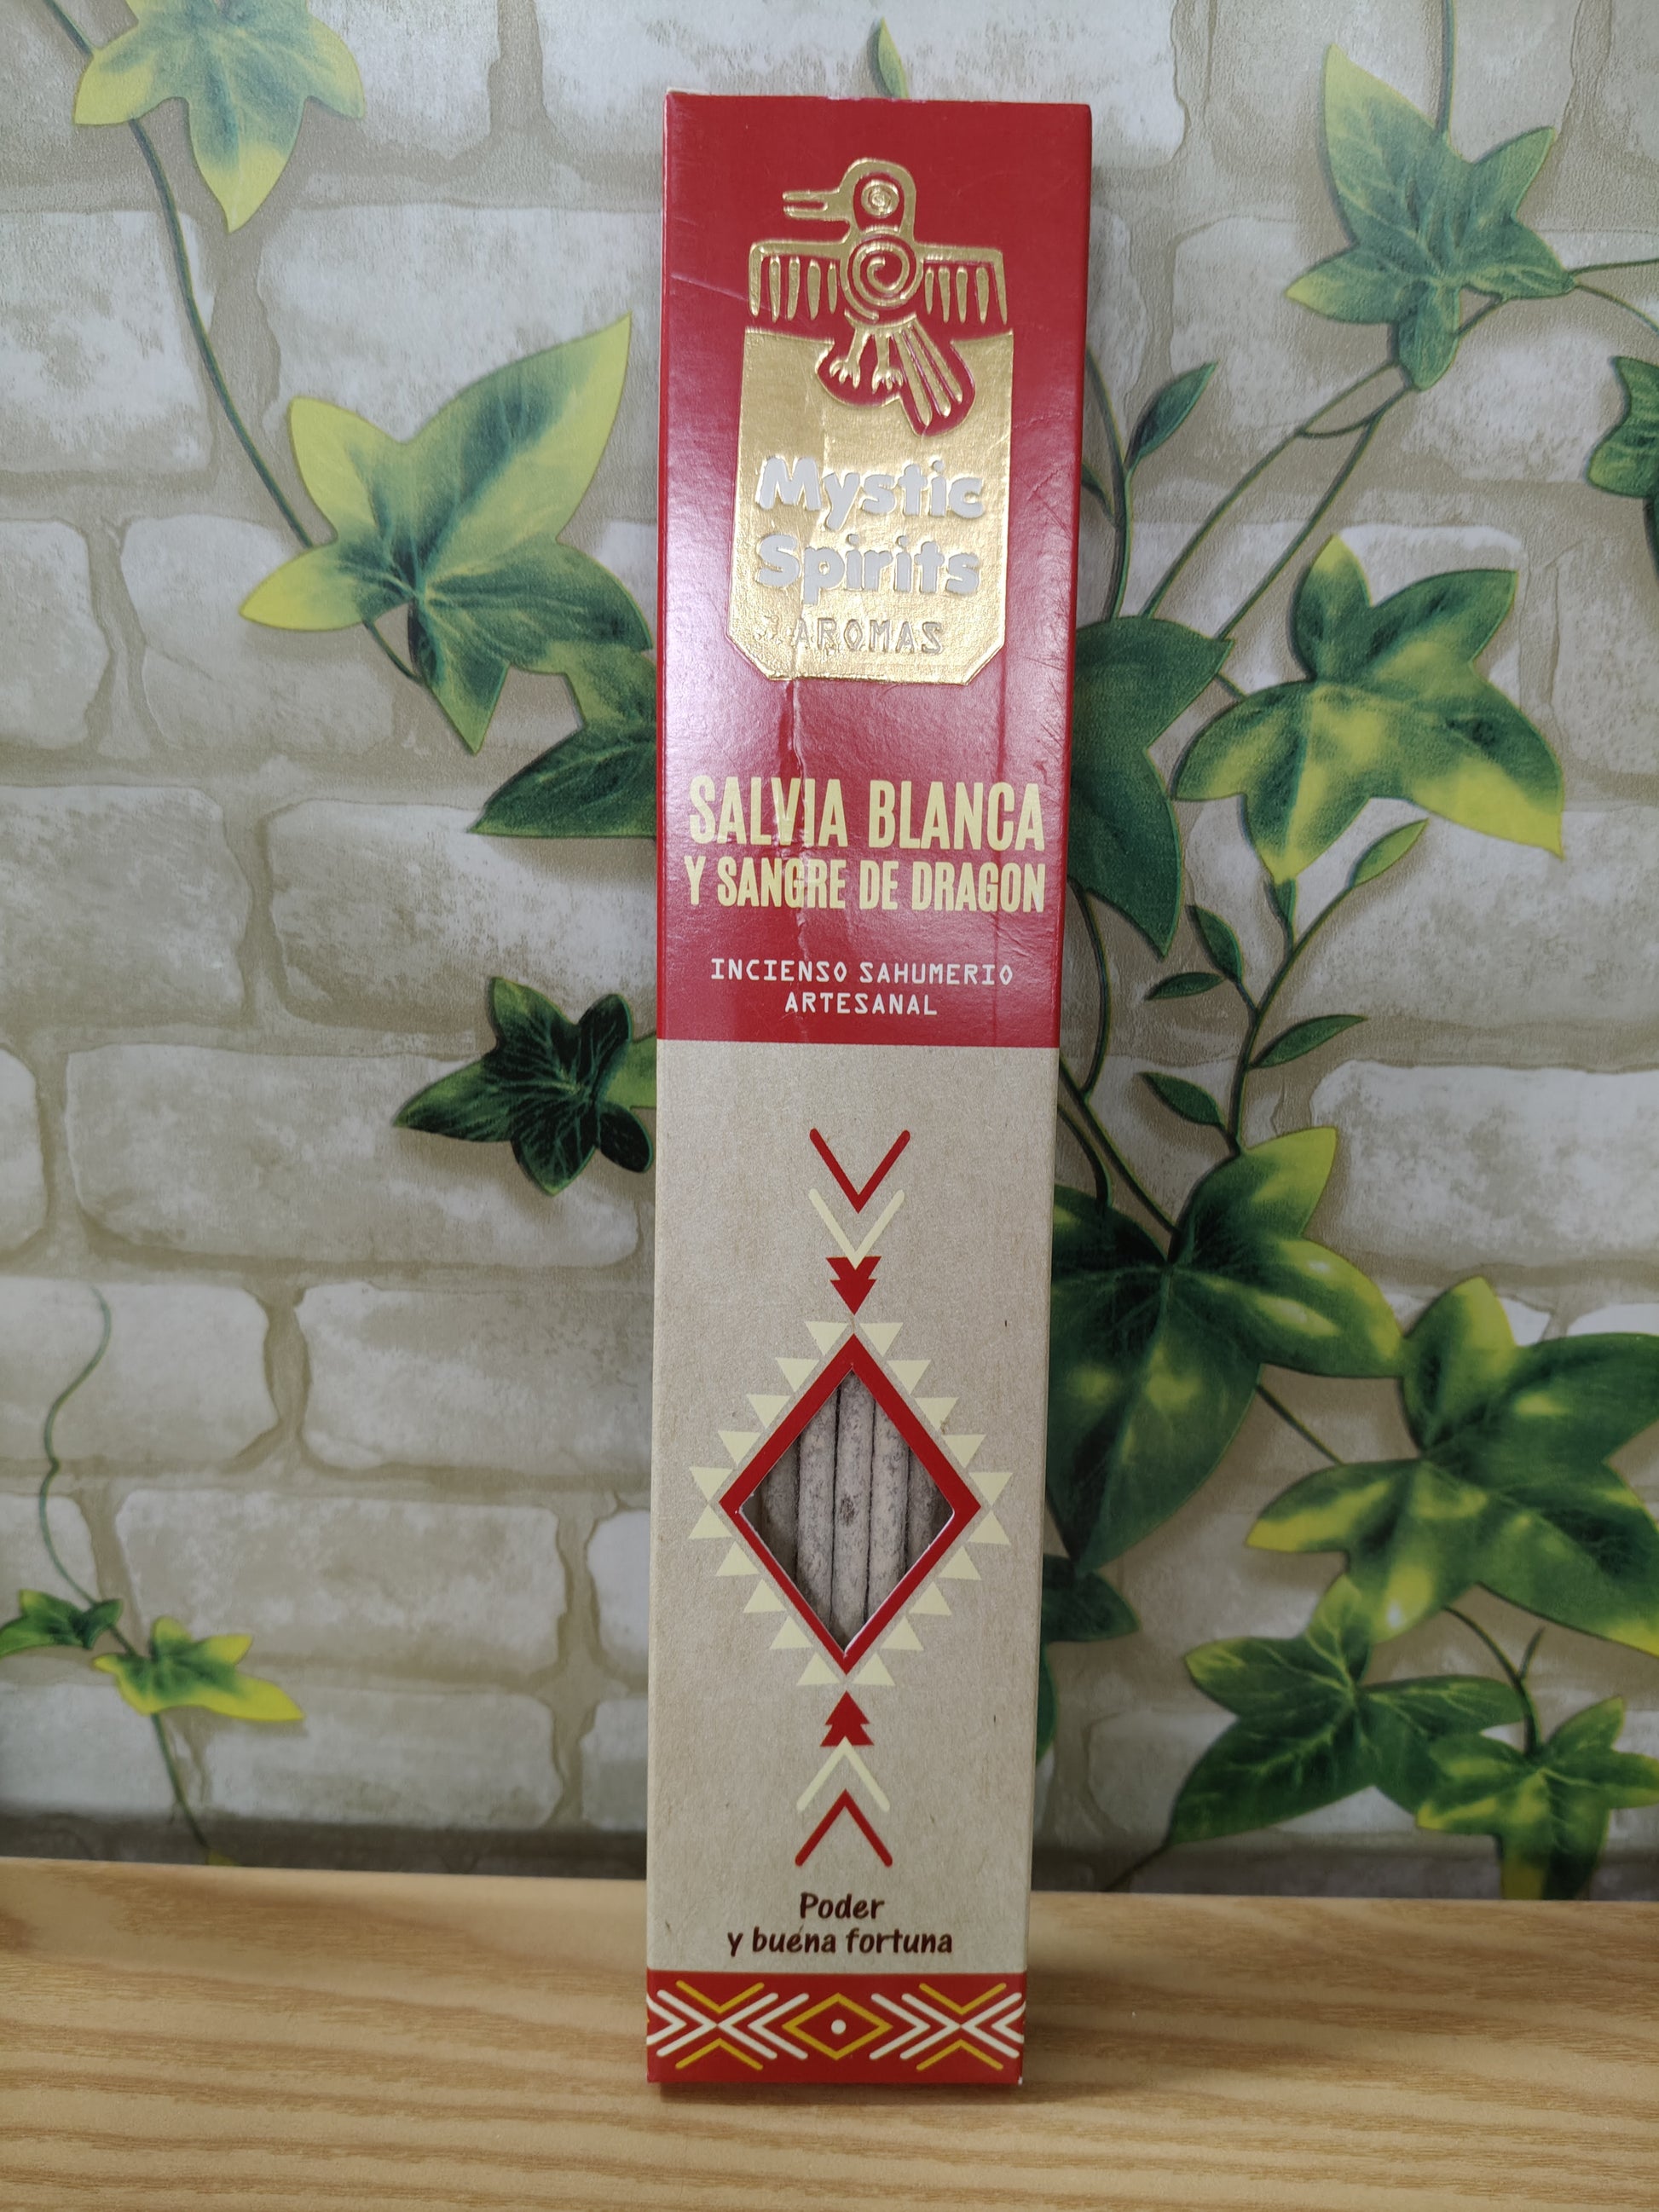 Mystic
Spirits
AROMAS
SALVIA BLANCA
Y SANGRE DE DRAGON
INCIENSO SAHUMERIO
ARTESANAL
Poder
y buena fortuna